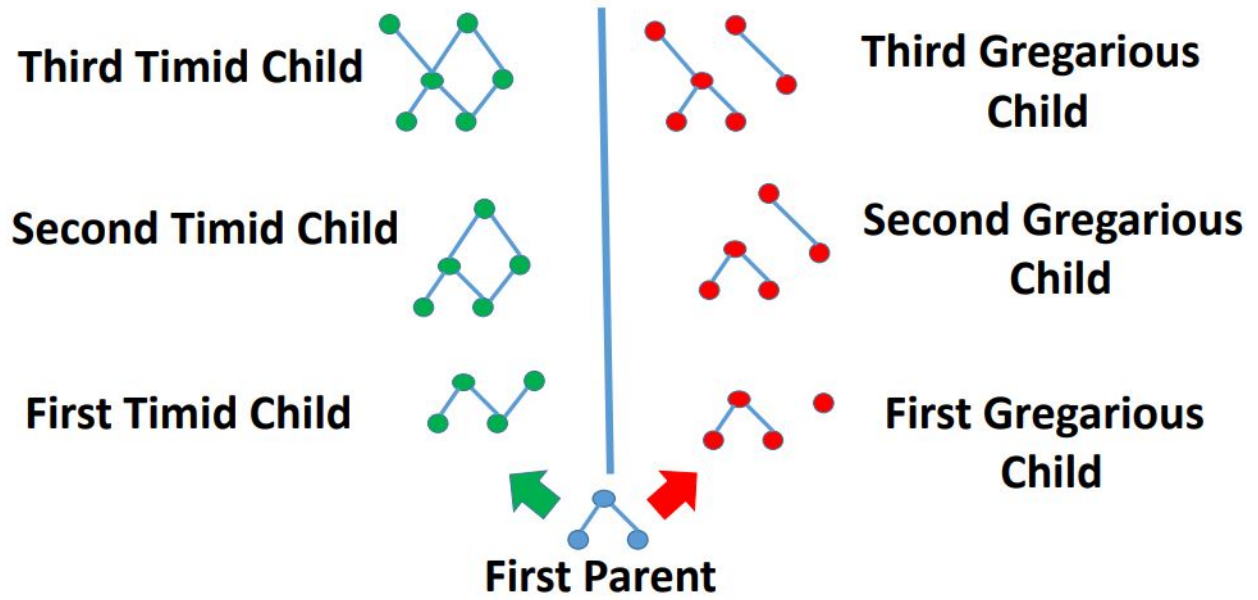 Third Timid Child
Third Gregarious
Child
Second Timid Child
Second Gregarious
Child
First Timid Child
First Gregarious
Child
First Parent